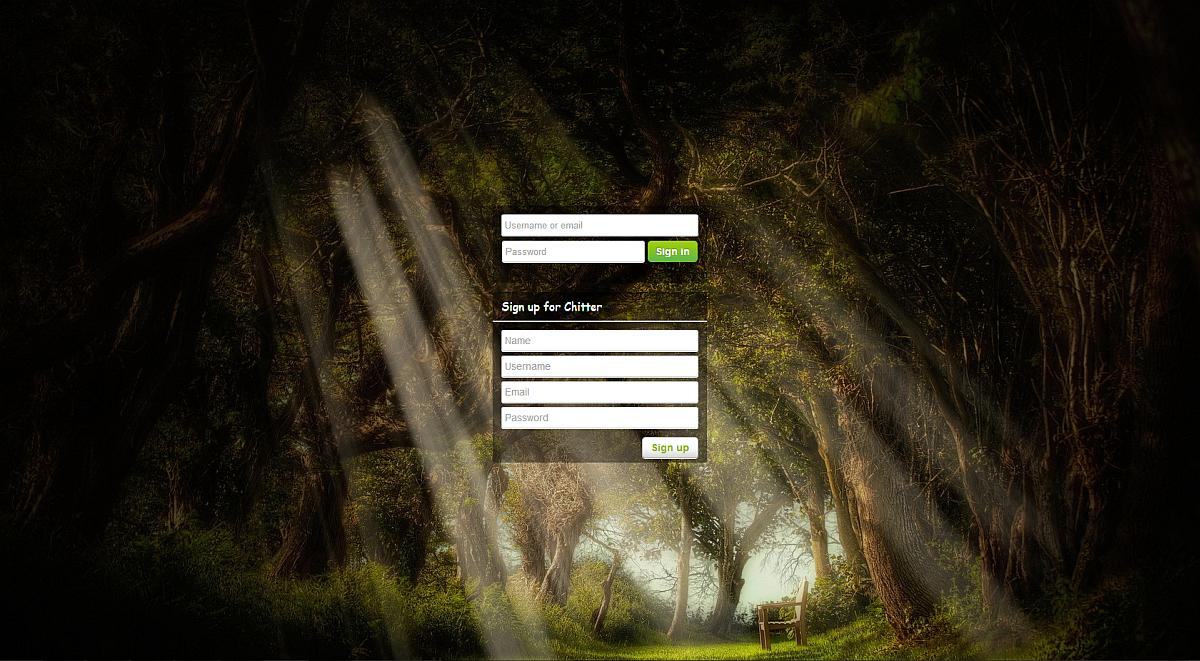 Username or email
Password Sign in
Sign up for Chitter
Name
Username
Email
Password
Sign up